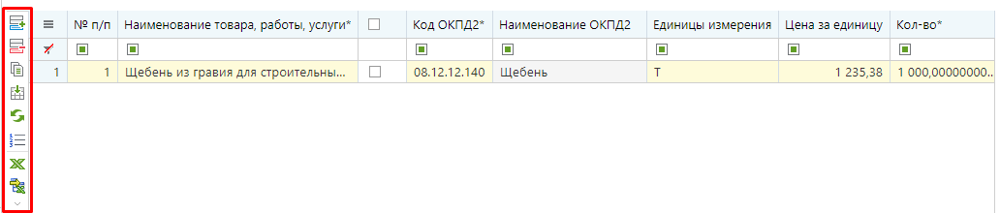 № п/п Наименование товара, работы, услуги* Код ОКПД2* Наименование ОКПД2 Единицы измерения Цена за единицу Кол-во*
1 1 Щебень из гравия для строительны... 08.12.12.140 Щебень Т 1 235,38 1 000,00000000...